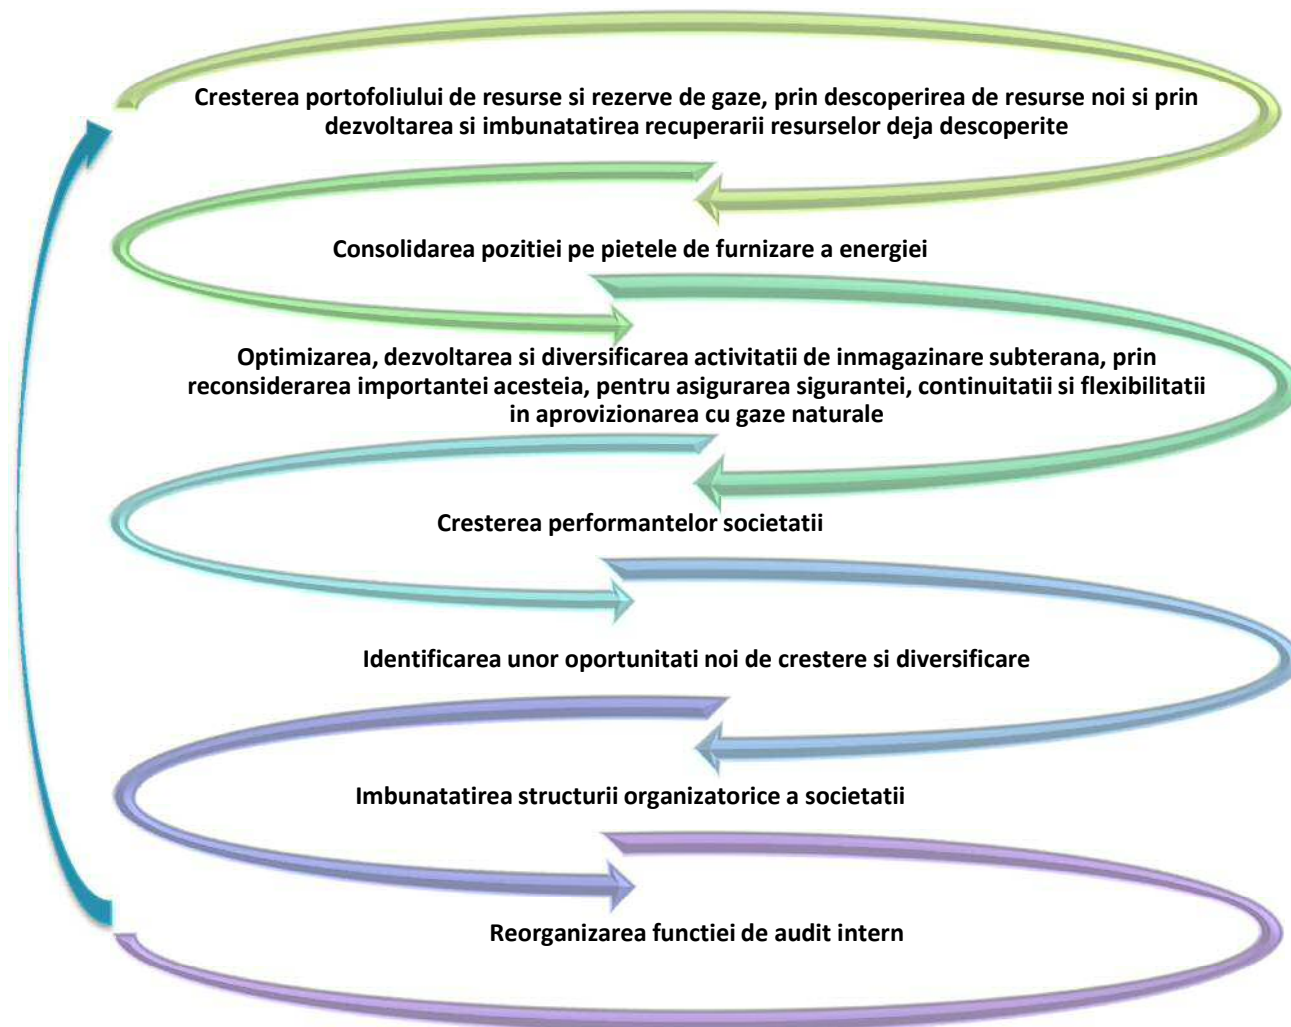 Cresterea portofoliului de resurse si rezerve de gaze, prin descoperirea de resurse noi si prin
dezvoltarea si imbunatatirea recuperarii resurselor deja descoperite
Consolidarea pozitiei pe pietele de furnizare a energiei
Optimizarea, dezvoltarea si diversificarea activitatii de inmagazinare subterana, prin
reconsiderarea importantei acesteia, pentru asigurarea sigurantei, continuitatii si flexibilitatii
in aprovizionarea cu gaze naturale
Cresterea performantelor societatii
Identificarea unor oportunitati noi de crestere si diversificare
Imbunatatirea structurii organizatorice a societatii
Reorganizarea functiei de audit intern